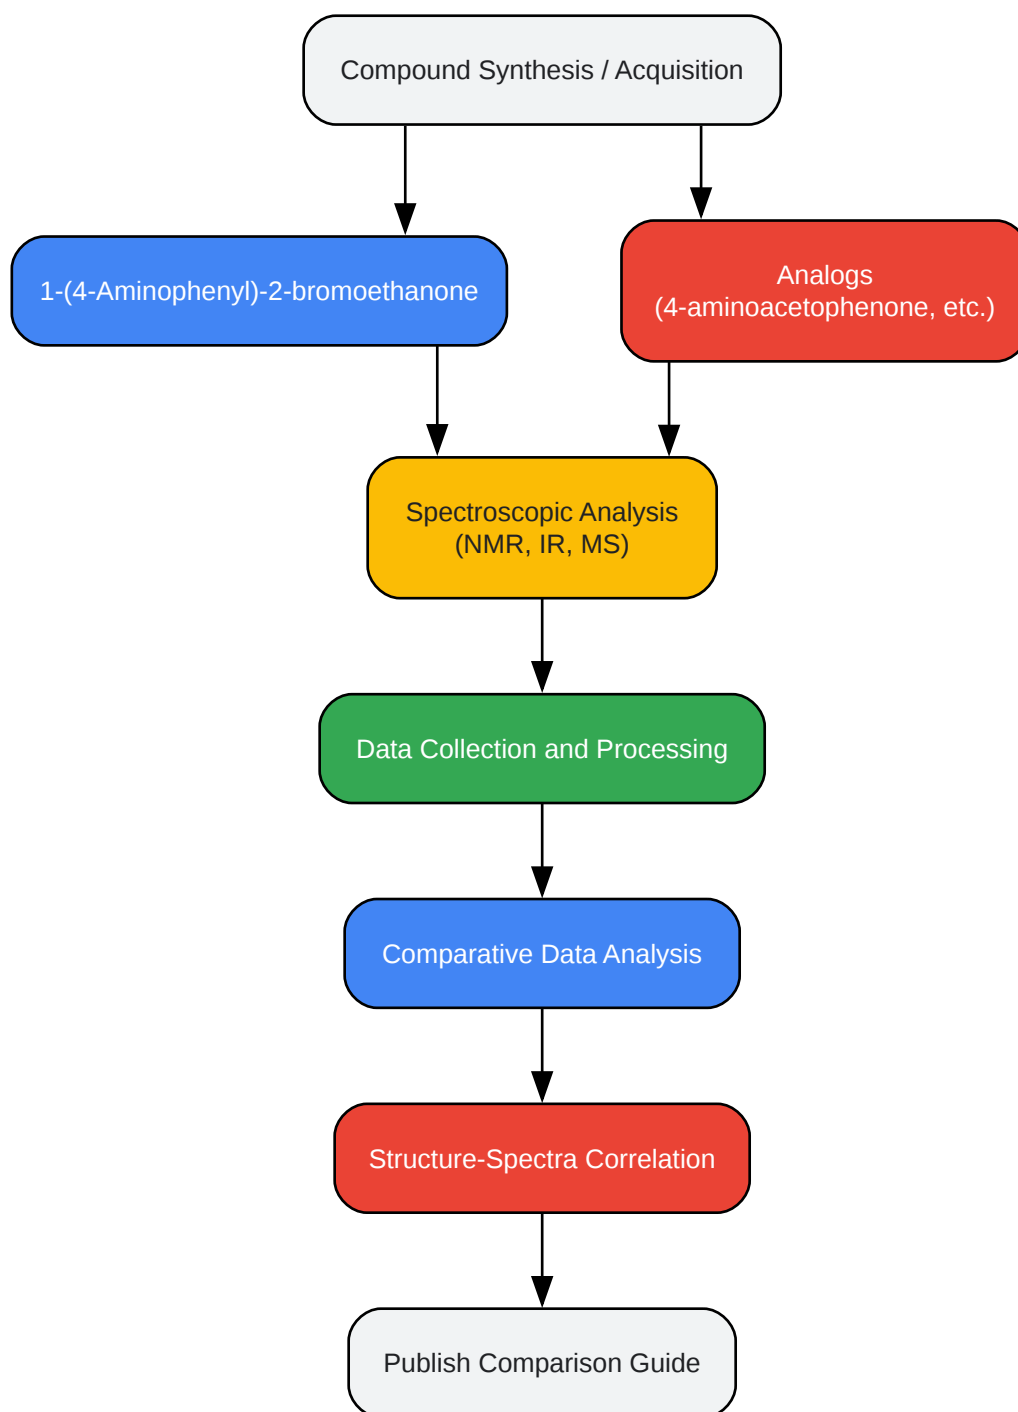 Compound Synthesis / Acquisition
1-(4-Aminophenyl)-2-bromoethanone
Analogs
(4-aminoacetophenone, etc.)
Spectroscopic Analysis
(NMR, IR, MS)
Data Collection and Processing
Comparative Data Analysis
Structure-Spectra Correlation
Publish Comparison Guide